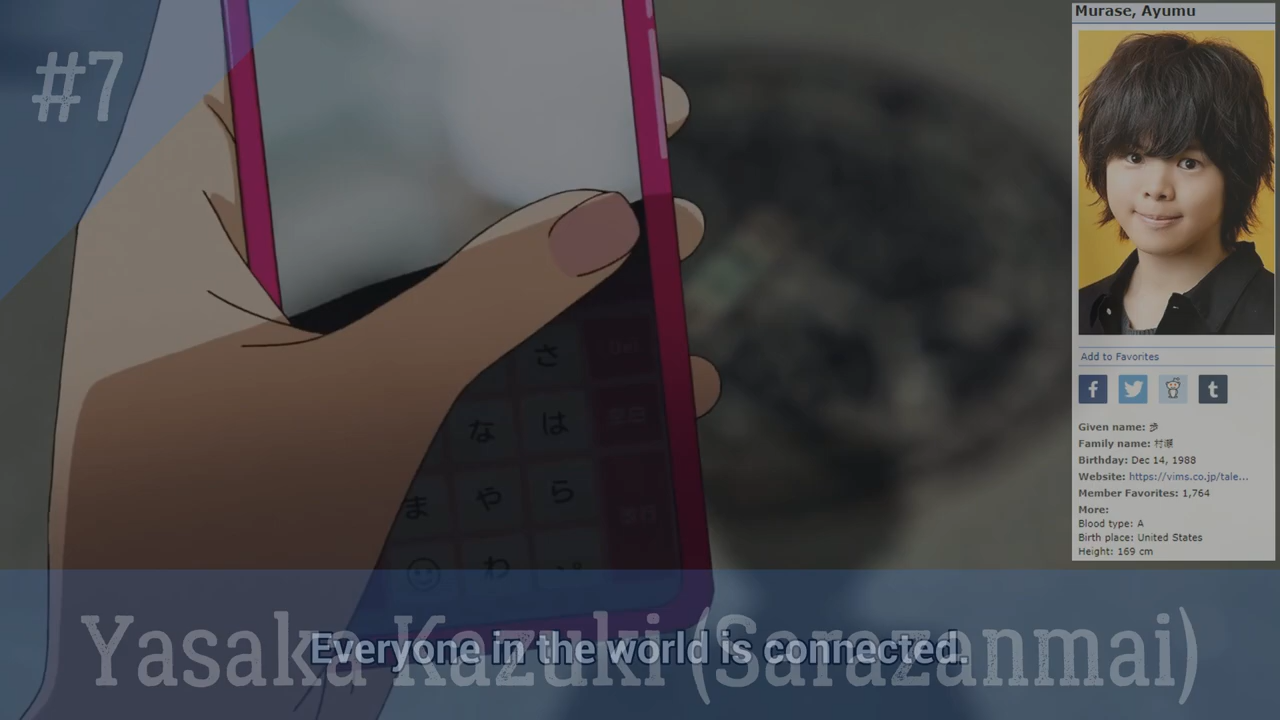 #7
Murase, Ayumu
Add to Favorites
Given name: 歩
Family name: 村瀬
Birthday: Dec 14, 1988
Website: https://vims.co.jp/tale...
Member Favorites: 1,764
More:
Blood type: A
Birth place: United States
Height: 169 cm
さ
な は
ま や ら
わ
Yasaka Kazuki (Sarazanmai)
Everyone in the world is connected.